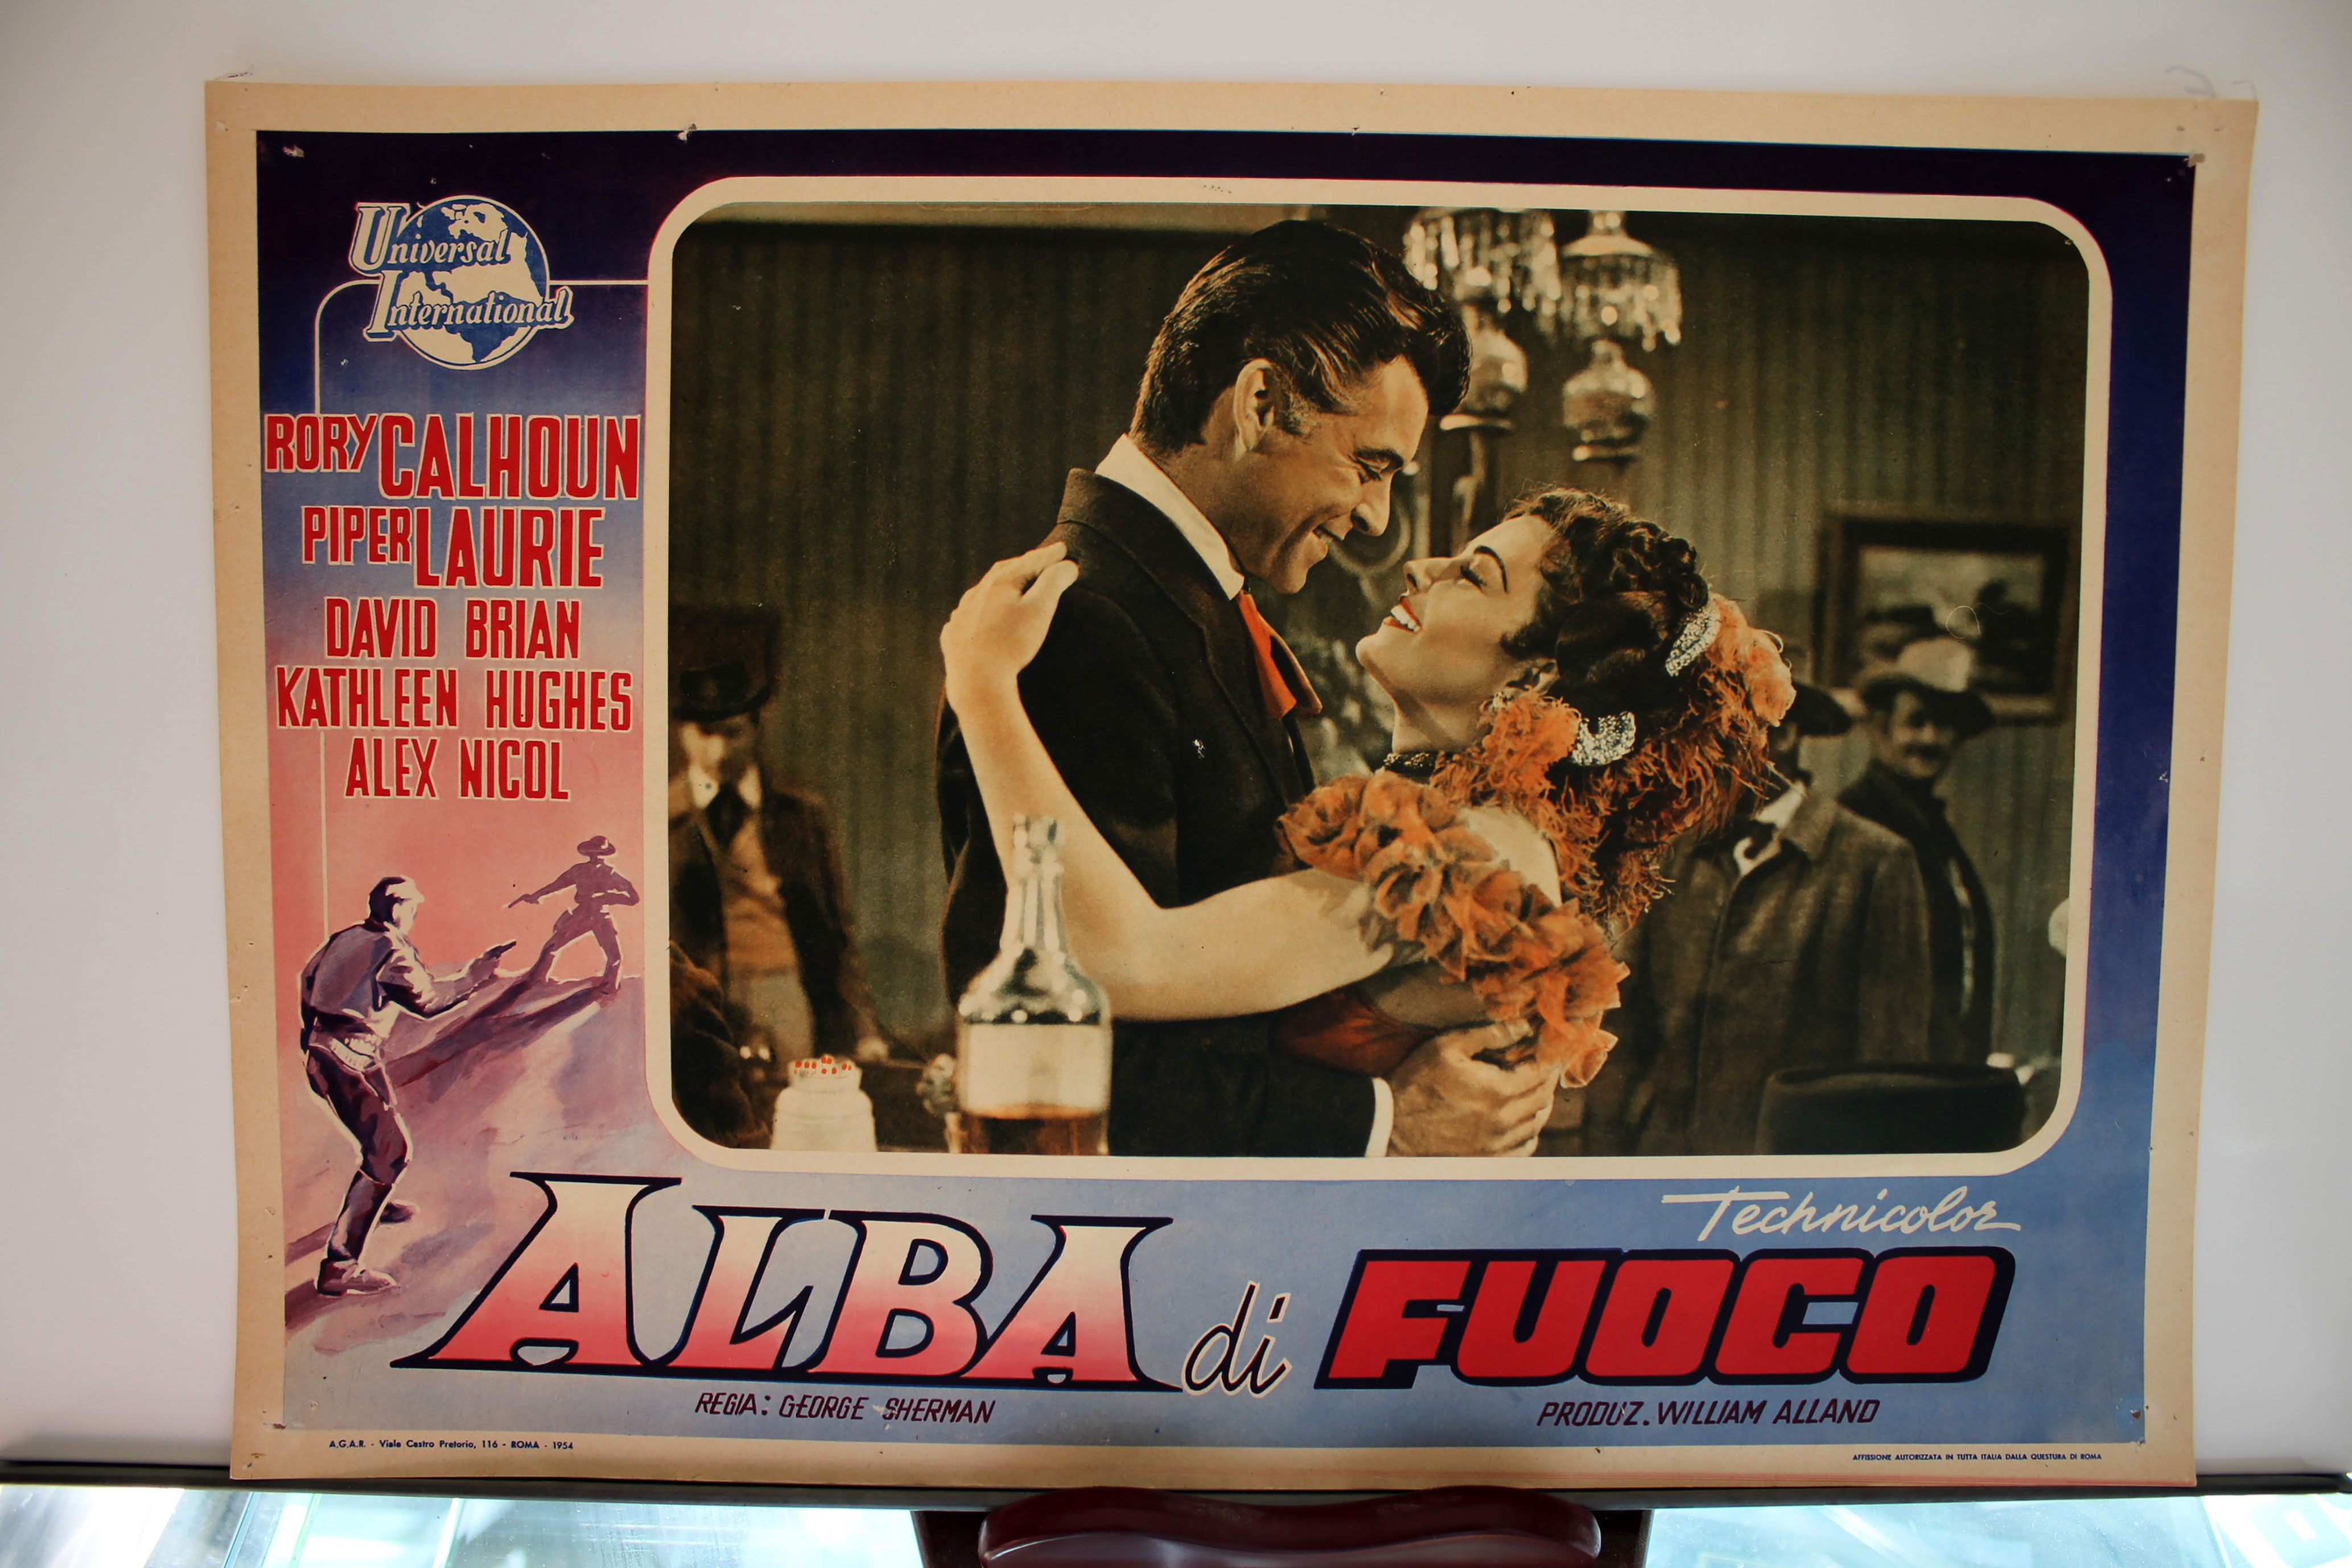 Universal
International
RORY CALHOUN
PIPER LAURIE
DAVID BRIAN
KATHLEEN HUGHES
ALEX NICOL
Technicolor
ALBA di FUOCO
REGIA: GEORGE SHERMAN
PRODUZ. WILLIAM ALLAND
A.G.A.R. - Viale Castro Pretorio, 116 - ROMA - 1954
AFFISSIONE AUTORIZZATA IN TUTTA ITALIA DALLA QUESTURA DI ROMA